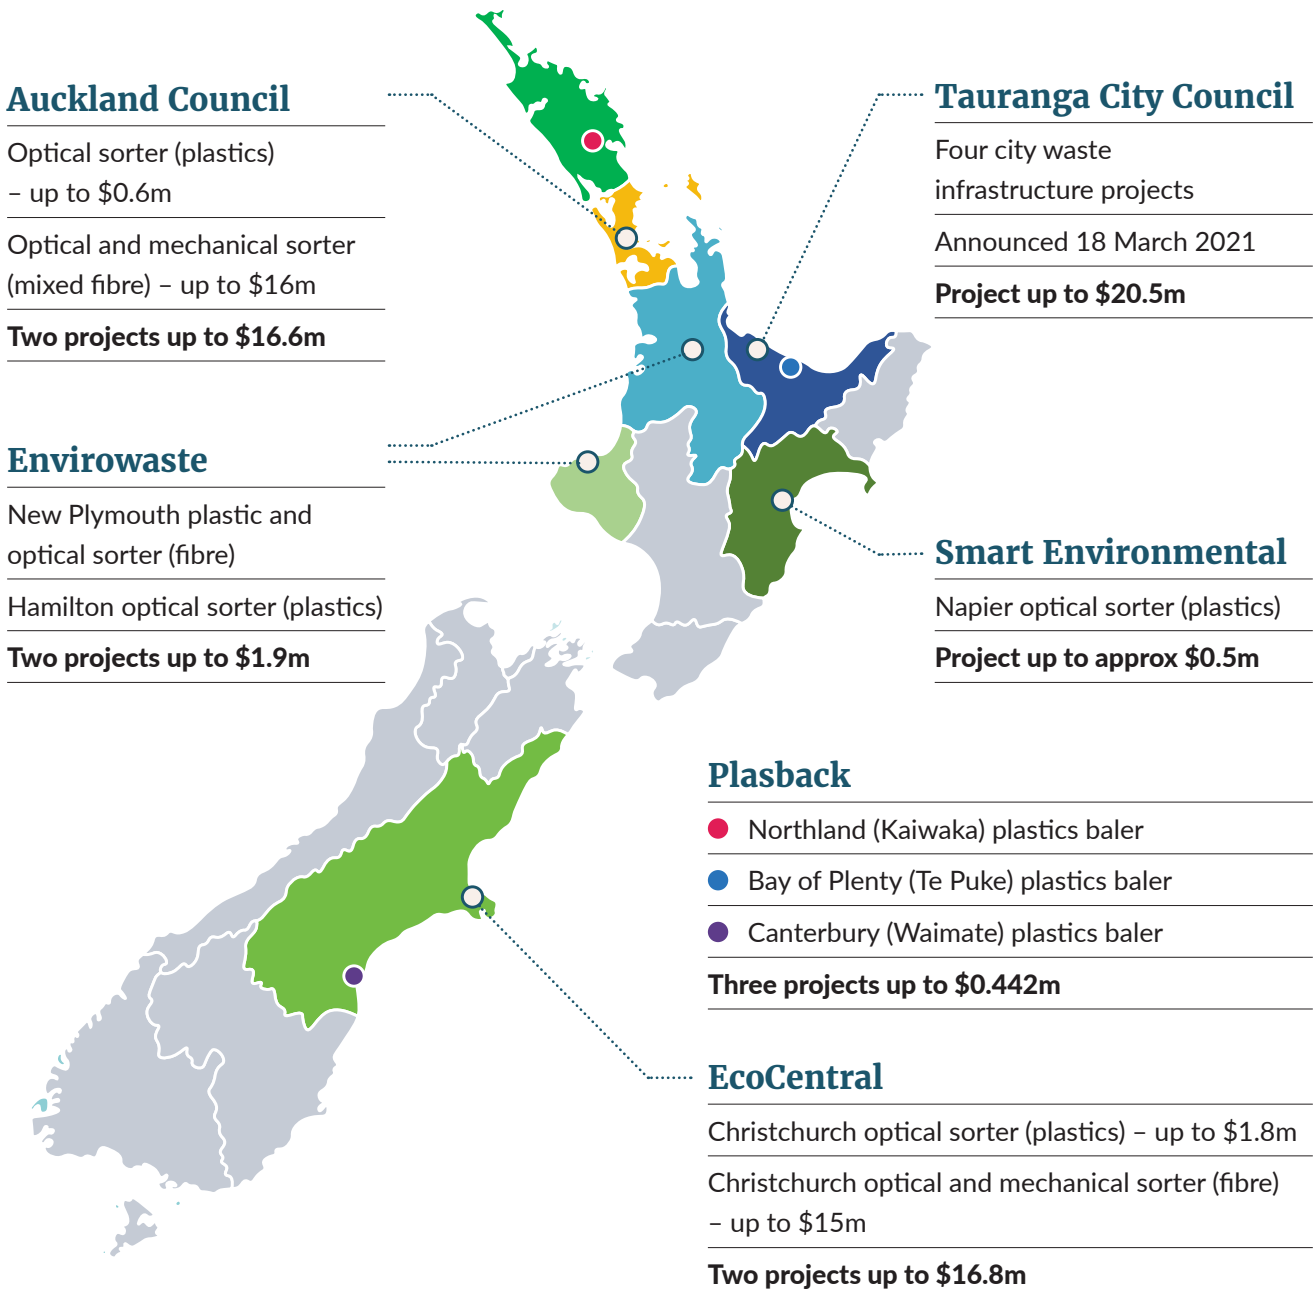 Auckland Council
Optical sorter (plastics)
– up to $0.6m
Optical and mechanical sorter
(mixed fibre) – up to $16m
Two projects up to $16.6m
Envirowaste
New Plymouth plastic and
optical sorter (fibre)
Hamilton optical sorter (plastics)
Two projects up to $1.9m
Tauranga City Council
Four city waste
infrastructure projects
Announced 18 March 2021
Project up to $20.5m
Smart Environmental
Napier optical sorter (plastics)
Project up to approx $0.5m
Plasback
Northland (Kaiwaka) plastics baler
Bay of Plenty (Te Puke) plastics baler
Canterbury (Waimate) plastics baler
Three projects up to $0.442m
EcoCentral
Christchurch optical sorter (plastics) – up to $1.8m
Christchurch optical and mechanical sorter (fibre)
– up to $15m
Two projects up to $16.8m